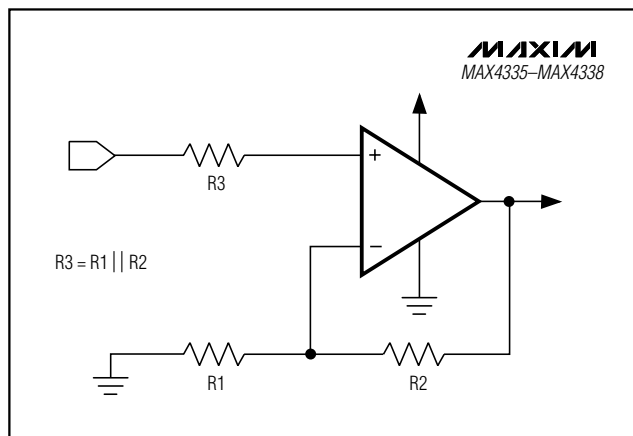 MAXIM
MAX4335–MAX4338
+
R3
−
R3 = R1 || R2
R1
R2